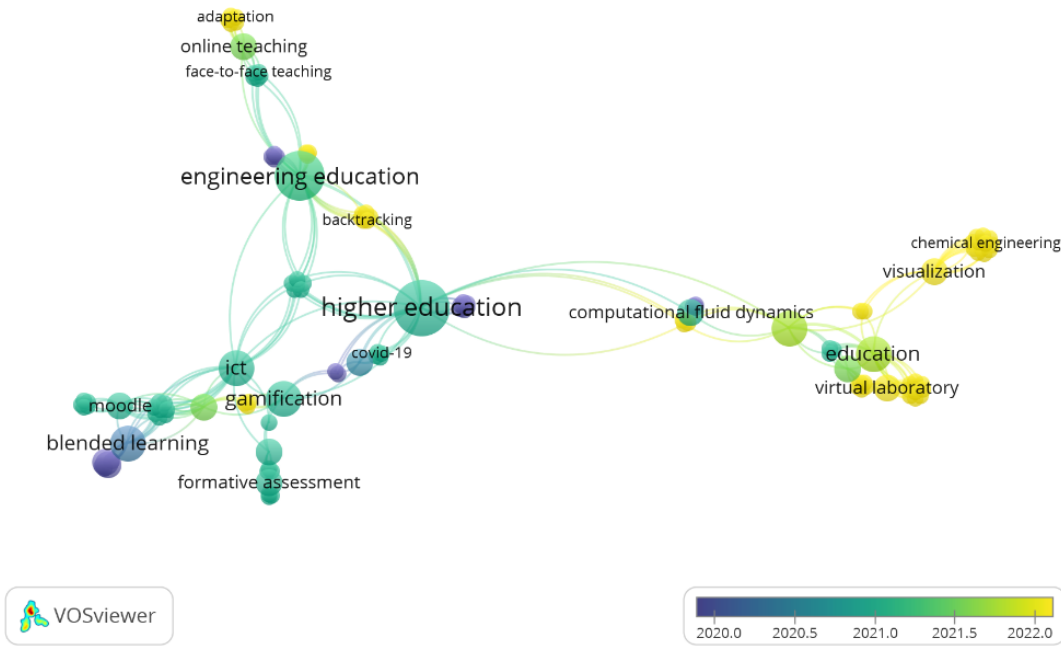 adaptation
online teaching
face-to-face teaching
engineering education
backtracking
chemical engineering
visualization
higher education
computational fluid dynamics
covid-19
education
ict
virtual laboratory
gamification
moodle
blended learning
formative assessment
VOSviewer
2020.0 2020.5 2021.0 2021.5 2022.0